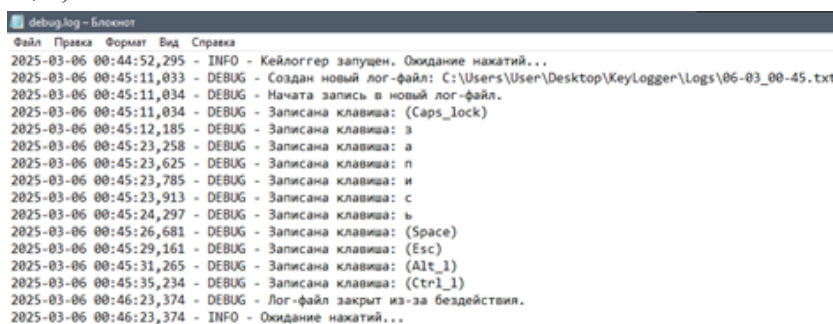 debug.log – Блокнот
Файл Правка Формат Вид Справка
2025-03-06 00:44:52,295 - INFO - Кейлоггер запущен. Ожидание нажатий...
2025-03-06 00:45:11,033 - DEBUG - Создан новый лог-файл: C:\Users\User\Desktop\KeyLogger\Logs\06-03_00-45.txt
2025-03-06 00:45:11,034 - DEBUG - Начата запись в новый лог-файл.
2025-03-06 00:45:11,034 - DEBUG - Записана клавиша: (Caps_lock)
2025-03-06 00:45:12,185 - DEBUG - Записана клавиша: з
2025-03-06 00:45:23,258 - DEBUG - Записана клавиша: а
2025-03-06 00:45:23,625 - DEBUG - Записана клавиша: п
2025-03-06 00:45:23,785 - DEBUG - Записана клавиша: и
2025-03-06 00:45:23,913 - DEBUG - Записана клавиша: с
2025-03-06 00:45:24,297 - DEBUG - Записана клавиша: ь
2025-03-06 00:45:26,681 - DEBUG - Записана клавиша: (Space)
2025-03-06 00:45:29,161 - DEBUG - Записана клавиша: (Esc)
2025-03-06 00:45:31,265 - DEBUG - Записана клавиша: (Alt_l)
2025-03-06 00:45:35,234 - DEBUG - Записана клавиша: (Ctrl_l)
2025-03-06 00:46:23,374 - DEBUG - Лог-файл закрыт из-за бездействия.
2025-03-06 00:46:23,374 - INFO - Ожидание нажатий...